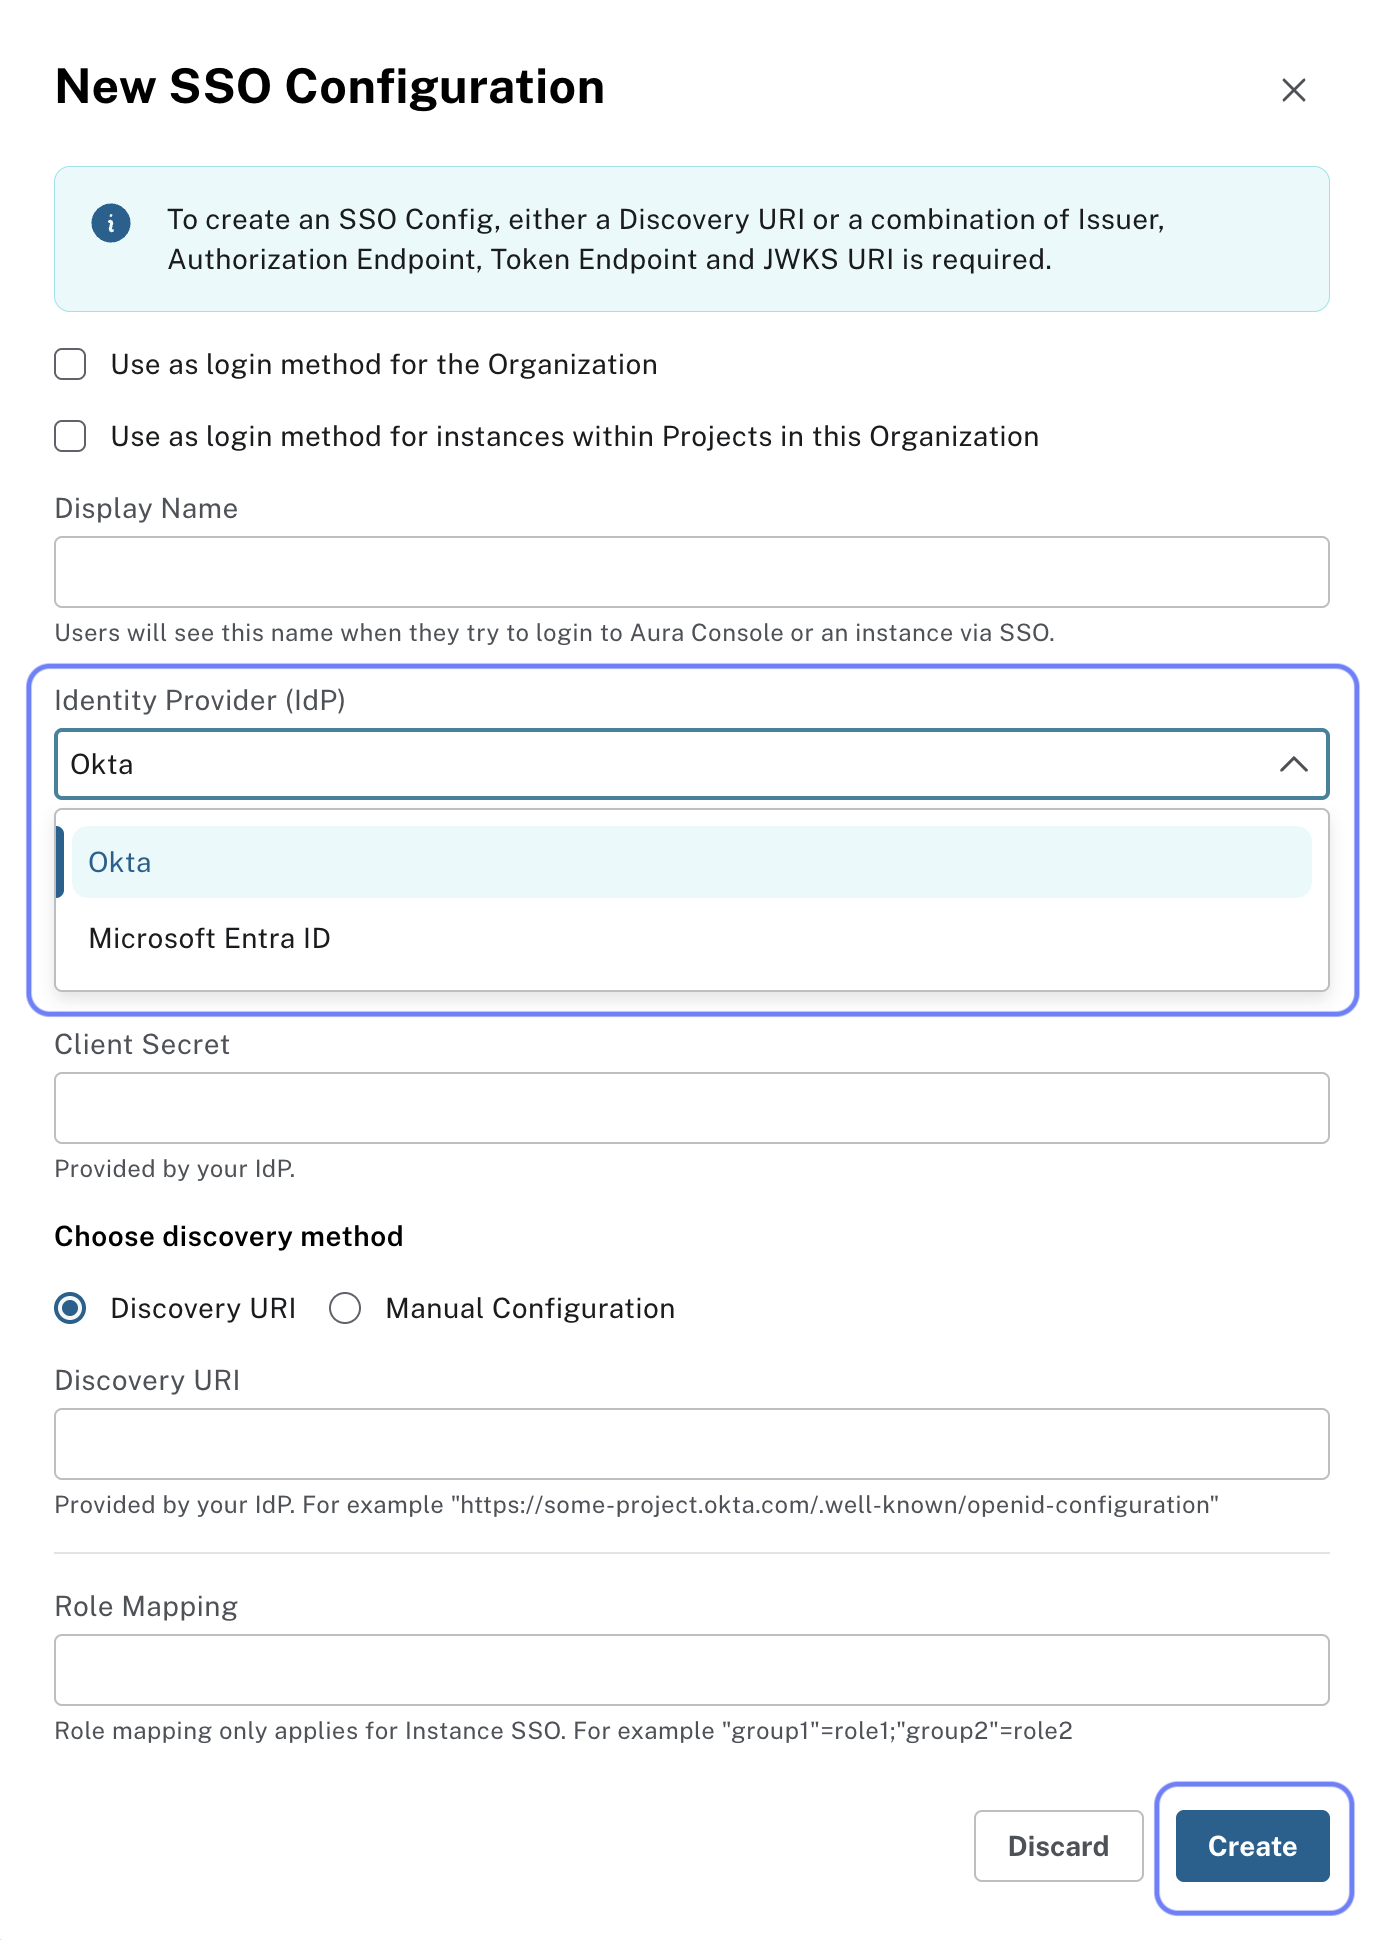 New SSO Configuration
To create an SSO Config, either a Discovery URI or a combination of Issuer,
Authorization Endpoint, Token Endpoint and JWKS URI is required.
Use as login method for the Organization
Use as login method for instances within Projects in this Organization
Display Name
Users will see this name when they try to login to Aura Console or an instance via SSO.
Identity Provider (IdP)
Okta
Okta
Microsoft Entra ID
Client Secret
Provided by your IdP.
Choose discovery method
Discovery URI Manual Configuration
Discovery URI
Provided by your IdP. For example "https://some-project.okta.com/.well-known/openid-configuration"
Role Mapping
Role mapping only applies for Instance SSO. For example "group1"=role1;"group2"=role2
Discard Create